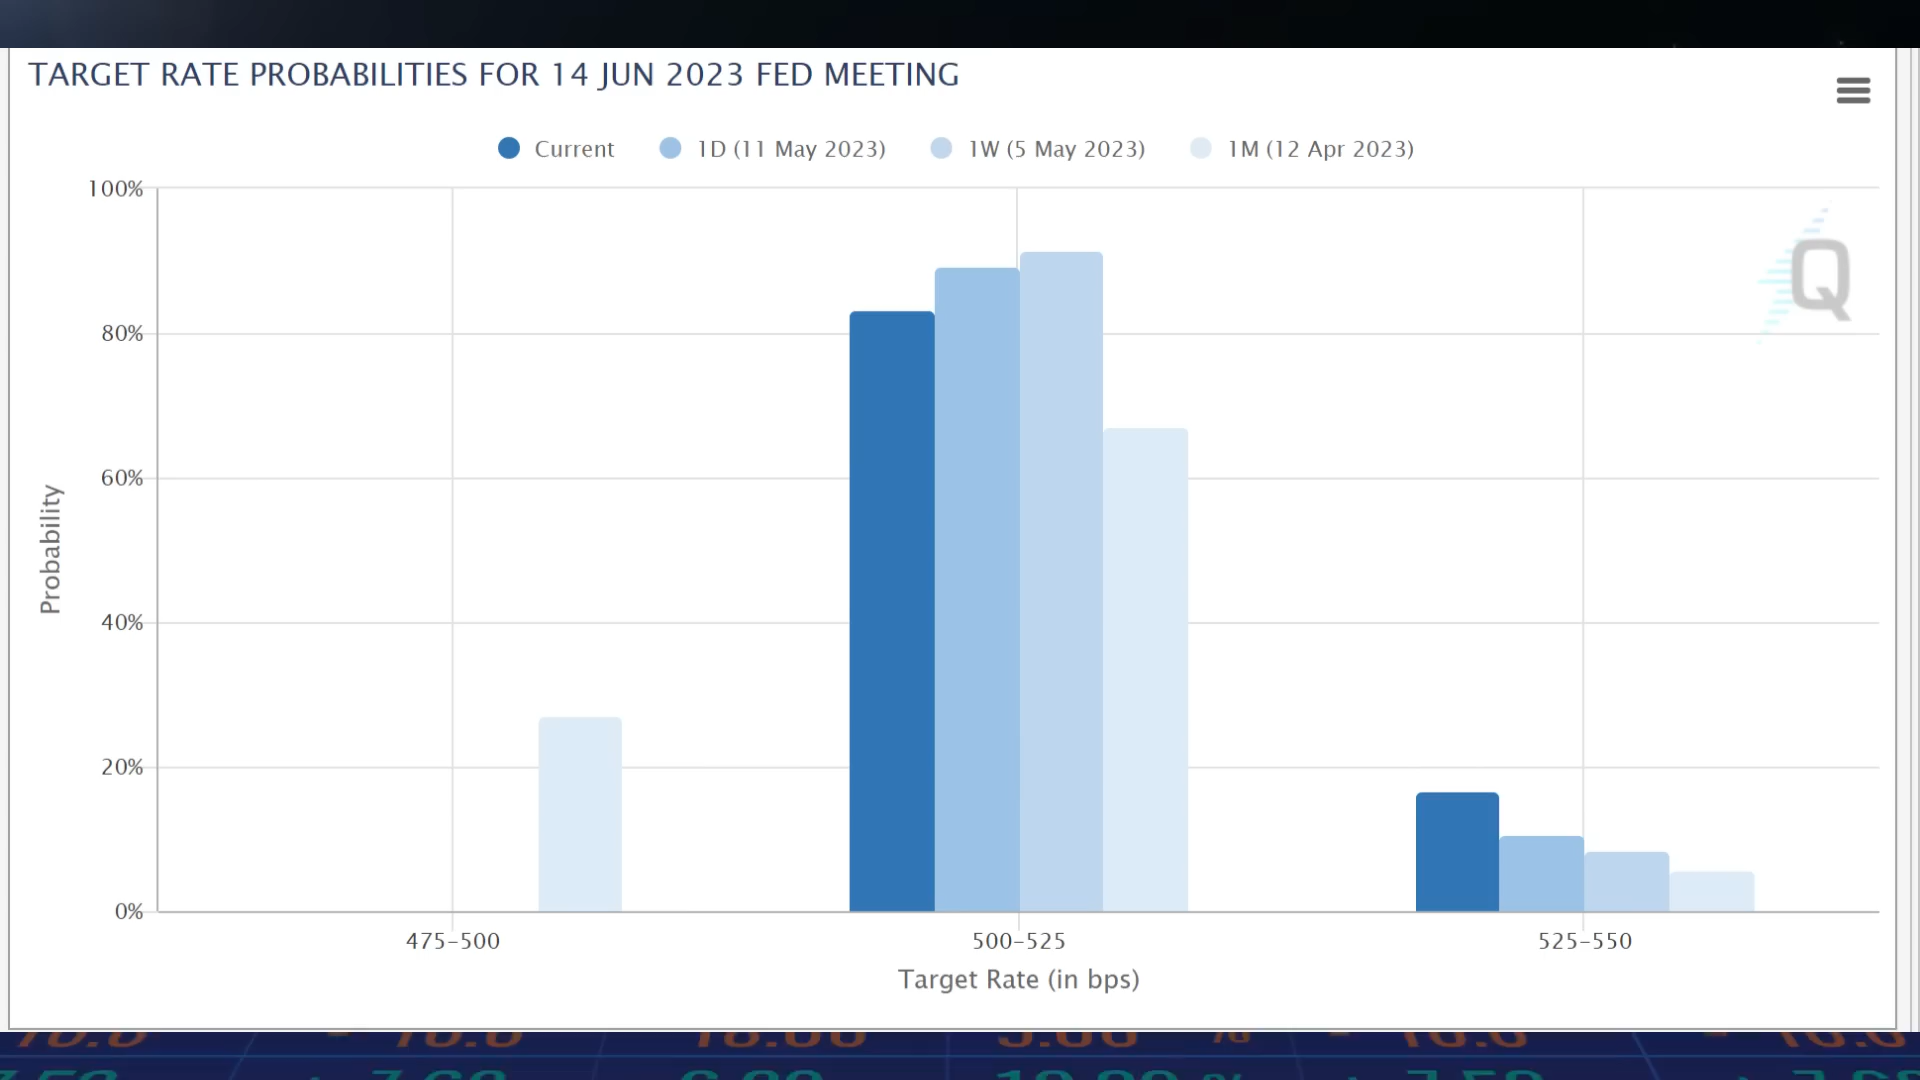 TARGET RATE PROBABILITIES FOR 14 JUN 2023 FED MEETING
Current 1D (11 May 2023) 1W (5 May 2023) 1M (12 Apr 2023)
100%
80%
60%
40%
20%
0%
Probability
475-500 500-525 525-550
Target Rate (in bps)
Q